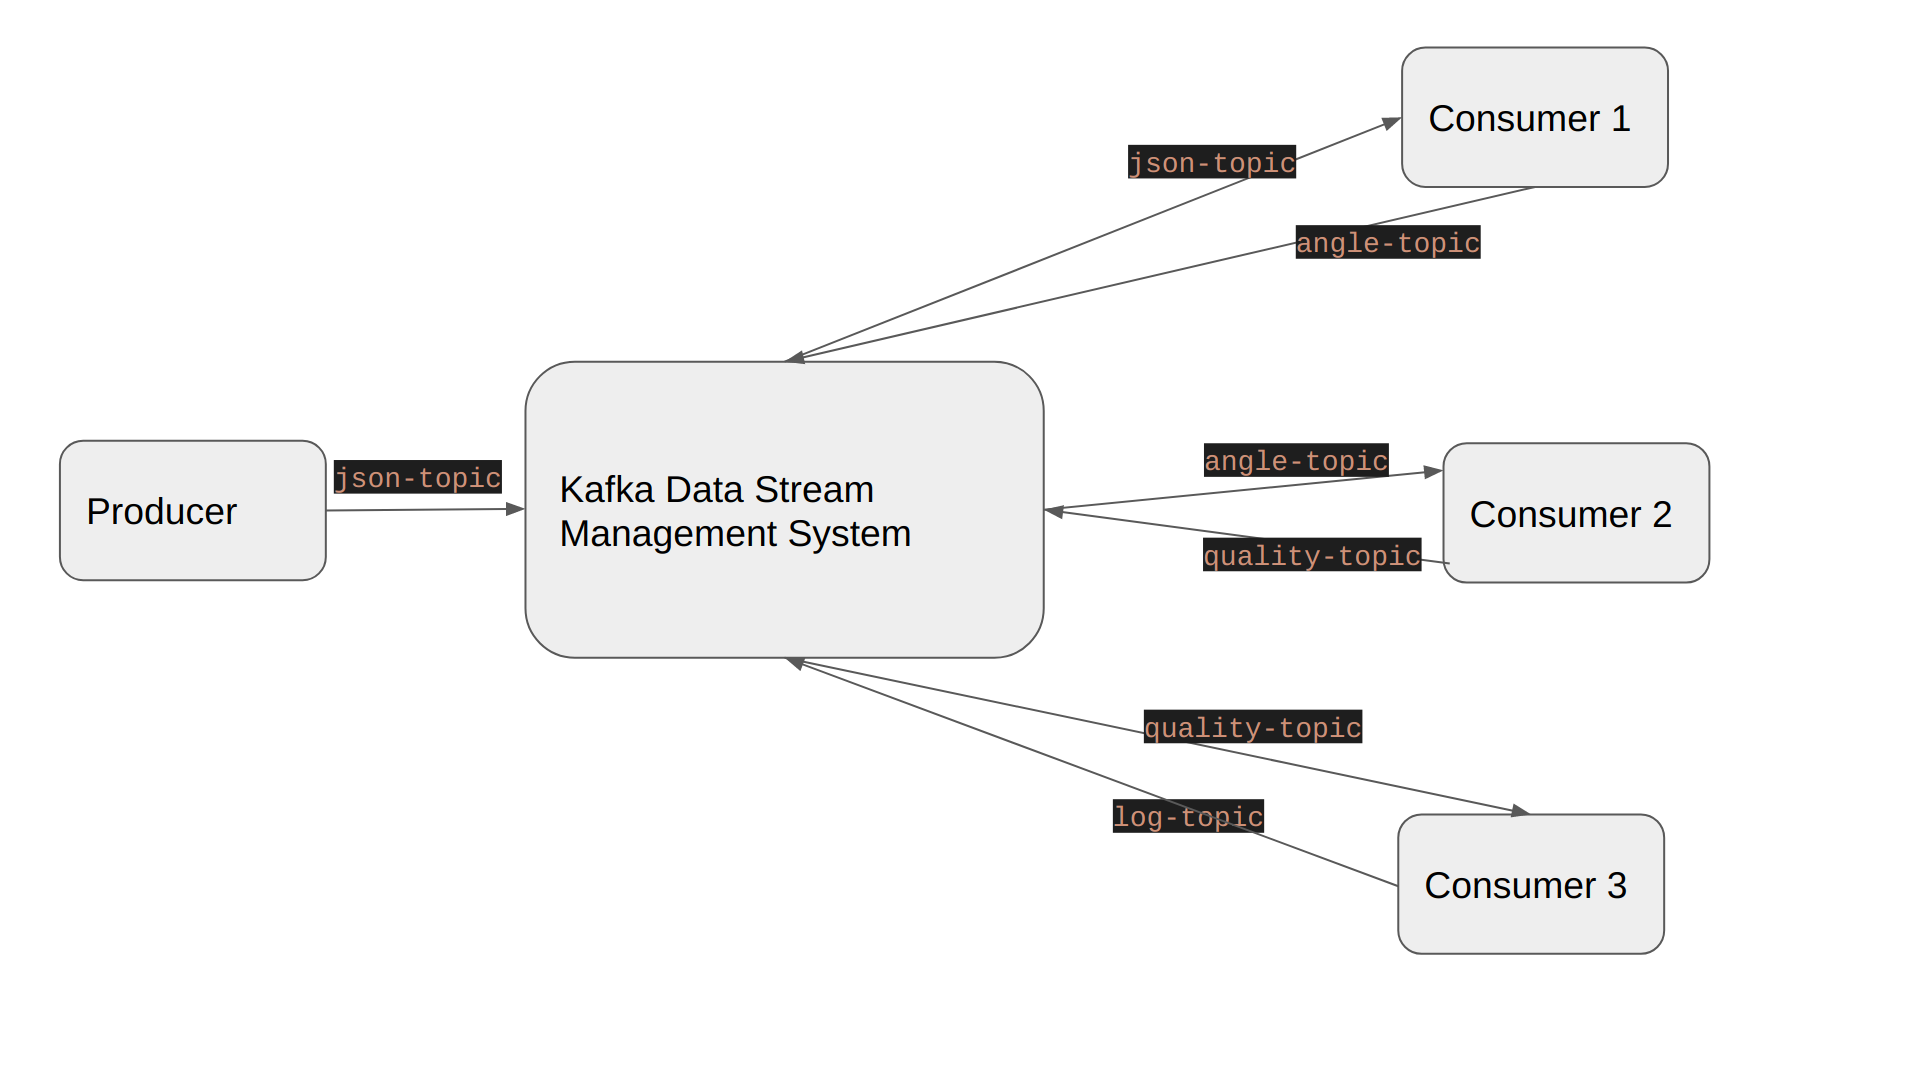 Consumer 1
json-topic
angle-topic
Producer
json-topic
Kafka Data Stream
Management System
angle-topic
Consumer 2
quality-topic
quality-topic
log-topic
Consumer 3